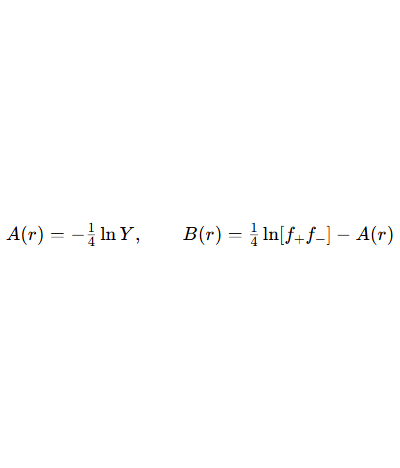 A(r) = −¼ ln Y, B(r) = ¼ ln[f₊f₋] − A(r)